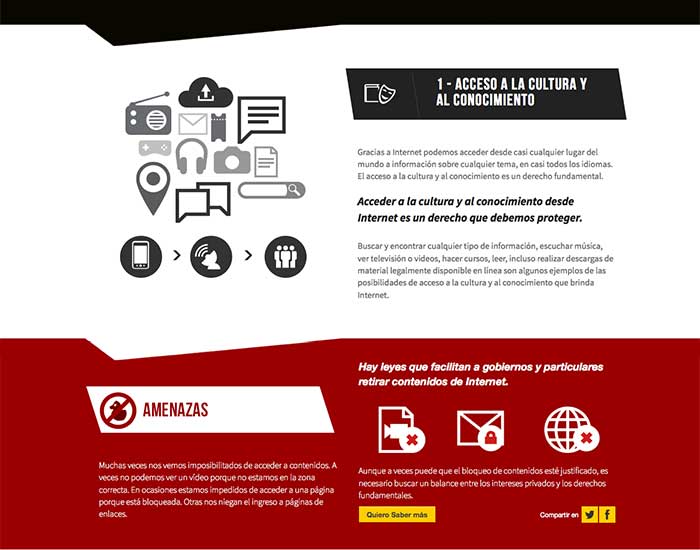 1 - ACCESO A LA CULTURA Y
AL CONOCIMIENTO
Gracias a Internet podemos acceder desde casi cualquier lugar del
mundo a información sobre cualquier tema, en casi todos los idiomas.
El acceso a la cultura y al conocimiento es un derecho fundamental.
Acceder a la cultura y al conocimiento desde
Internet es un derecho que debemos proteger.
Buscar y encontrar cualquier tipo de información, escuchar música,
ver televisión o videos, hacer cursos, leer, incluso realizar descargas de
material legalmente disponible en línea son algunos ejemplos de las
posibilidades de acceso a la cultura y al conocimiento que brinda
Internet.
AMENAZAS
Muchas veces nos vemos imposibilitados de acceder a contenidos. A
veces no podemos ver un vídeo porque no estamos en la zona
correcta. En ocasiones estamos impedidos de acceder a una página
porque está bloqueada. Otras nos niegan el ingreso a páginas de
enlaces.
Hay leyes que facilitan a gobiernos y particulares
retirar contenidos de Internet.
Aunque a veces puede que el bloqueo de contenidos esté justificado, es
necesario buscar un balance entre los intereses privados y los derechos
fundamentales.
Quiero Saber más
Compartir en